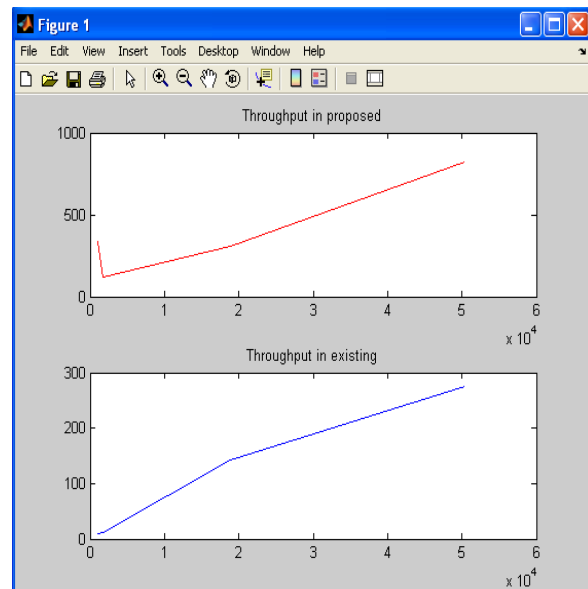 Figure 1
File Edit View Insert Tools Desktop Window Help
Throughput in proposed
1000
500
0
0 1 2 3 4 5 6
x 10^4
Throughput in existing
300
200
100
0
0 1 2 3 4 5 6
x 10^4